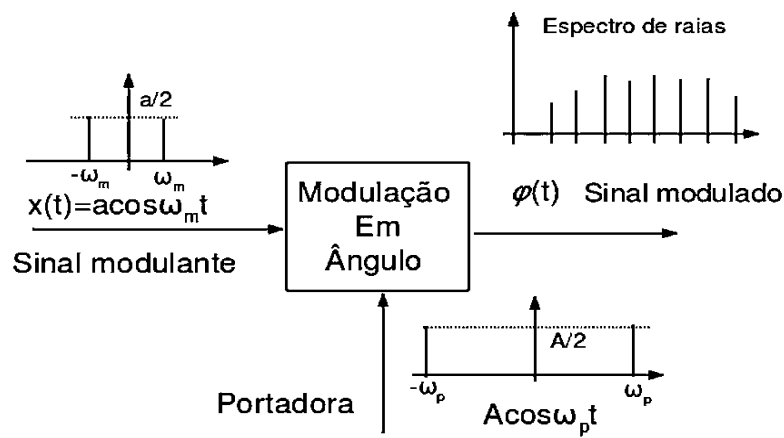 Espectro de raias
a/2
-ωₘ ωₘ
x(t)=acosωₘt
Sinal modulante
Modulação
Em
Ângulo
φ(t) Sinal modulado
A/2
-ωₚ ωₚ
Portadora
Acosωₚt